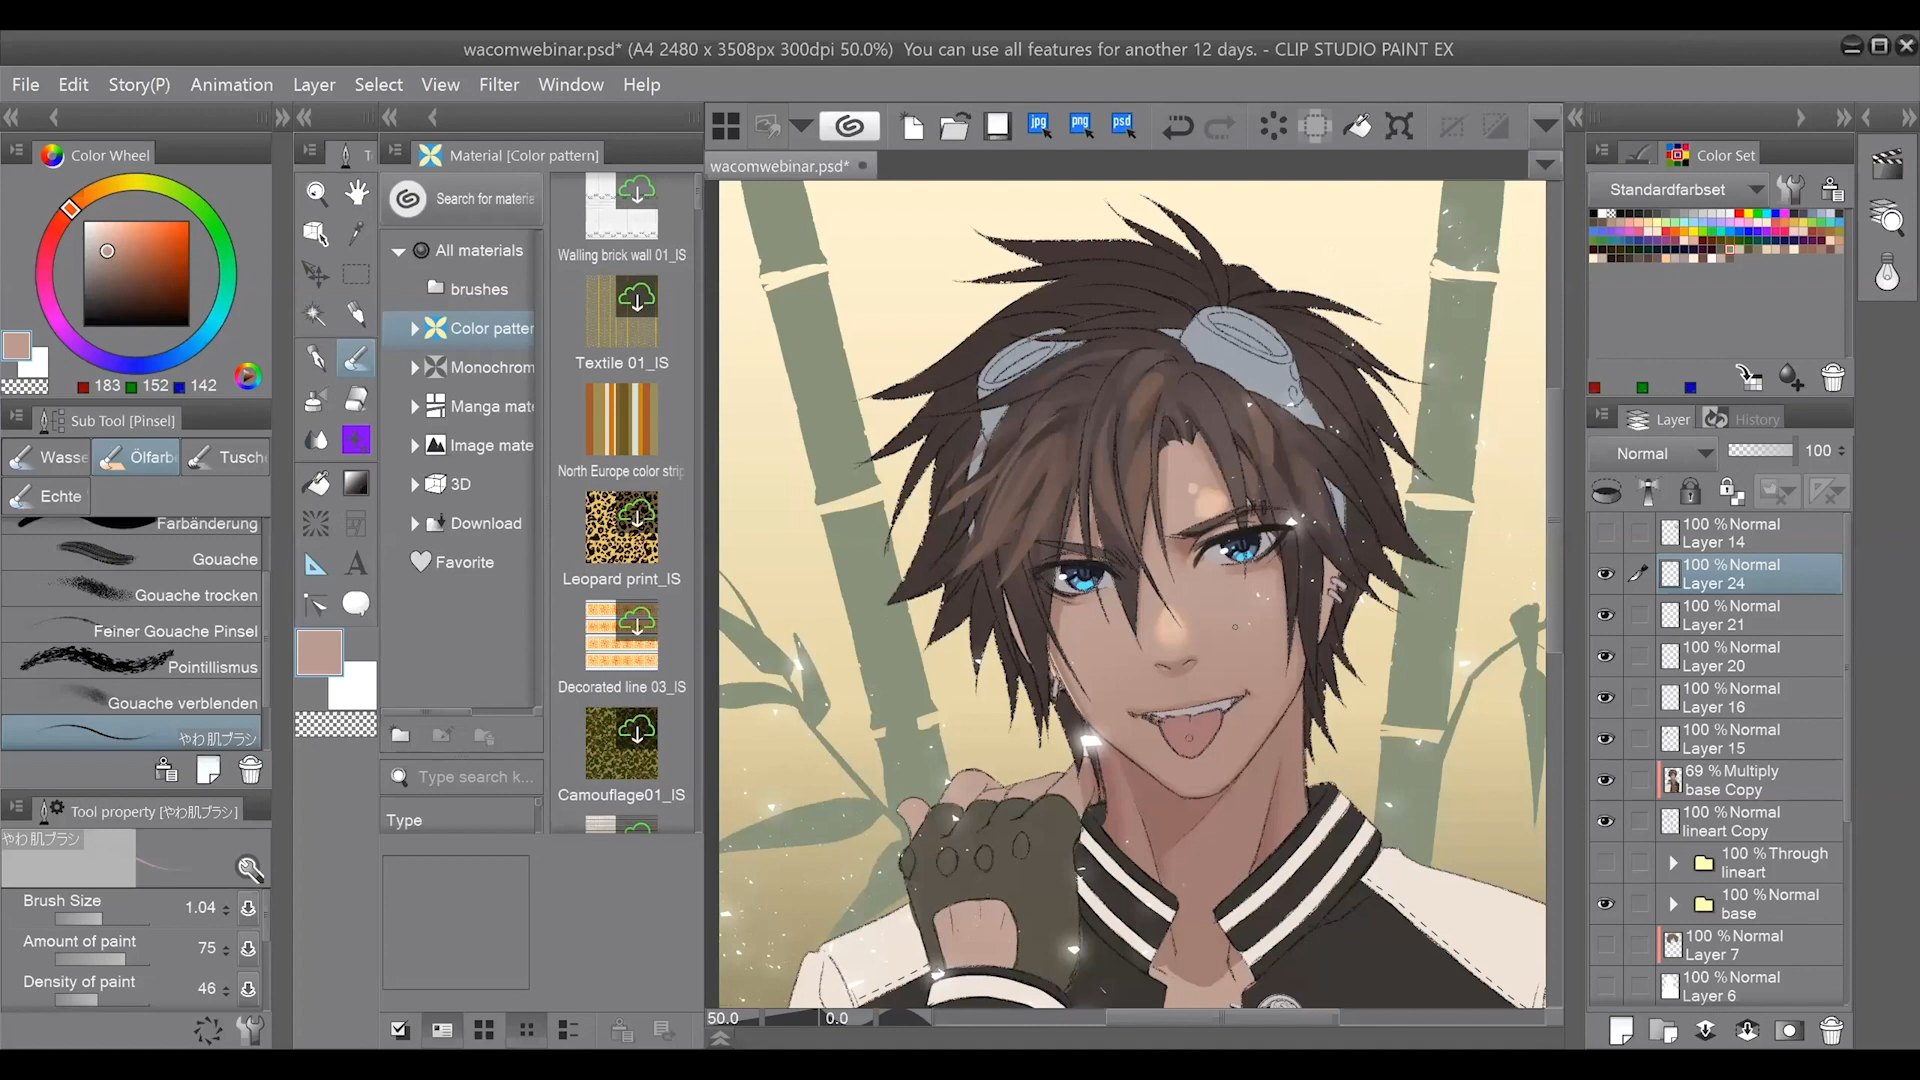 wacomwebinar.psd* (A4 2480 x 3508px 300dpi 50.0%)  You can use all features for another 12 days. - CLIP STUDIO PAINT EX
File Edit Story(P) Animation Layer Select View Filter Window Help
Color Wheel
183 152 142
Sub Tool [Pinsel]
Wasse Ölfarb Tusch
Echte
Farbänderung
Gouache
Gouache trocken
Feiner Gouache Pinsel
Pointillismus
Gouache verblenden
やわ肌ブラシ
Tool property [やわ肌ブラシ]
やわ肌ブラシ
Brush Size 1.04
Amount of paint 75
Density of paint 46
T
A
Material [Color pattern]
Search for materia
All materials
brushes
Color patter
Monochrom
Manga mate
Image mate
3D
Download
Favorite
Type search k...
Type
Walling brick wall 01_IS
Textile 01_IS
North Europe color strip
Leopard print_IS
Decorated line 03_IS
Camouflage01_IS
jpg png psd
wacomwebinar.psd*
50.0 0.0
Color Set
Standardfarbset
Layer History
Normal 100
100 %Normal
Layer 14
100 %Normal
Layer 24
100 %Normal
Layer 21
100 %Normal
Layer 20
100 %Normal
Layer 16
100 %Normal
Layer 15
69 %Multiply
base Copy
100 %Normal
lineart Copy
100 %Through
lineart
100 %Normal
base
100 %Normal
Layer 7
100 %Normal
Layer 6